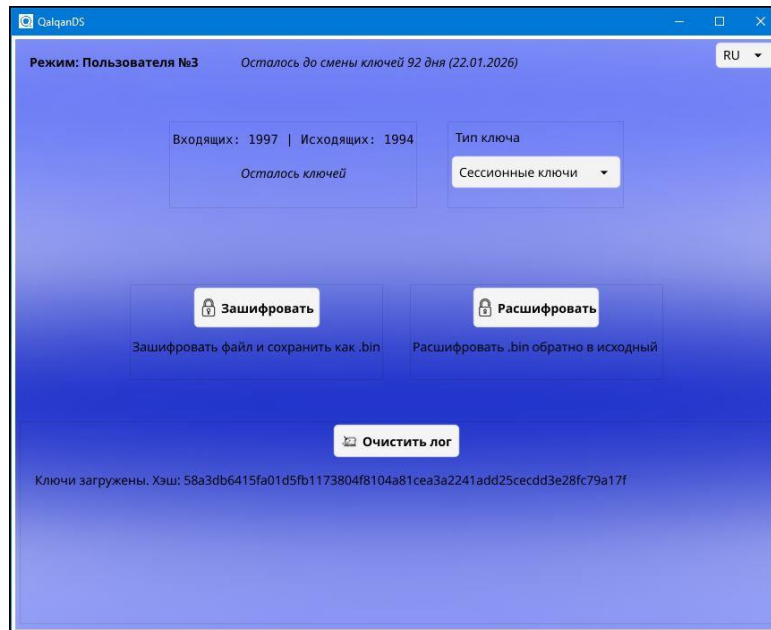 QalqanDS
Режим: Пользователя №3
Осталось до смены ключей 92 дня (22.01.2026)
RU
Входящих: 1997 | Исходящих: 1994
Осталось ключей
Тип ключа
Сессионные ключи
Зашифровать
Расшифровать
Зашифровать файл и сохранить как .bin
Расшифровать .bin обратно в исходный
Очистить лог
Ключи загружены. Хэш: 58a3db6415fa01d5fb1173804f8104a81cea3a2241add25cecdd3e28fc79a17f